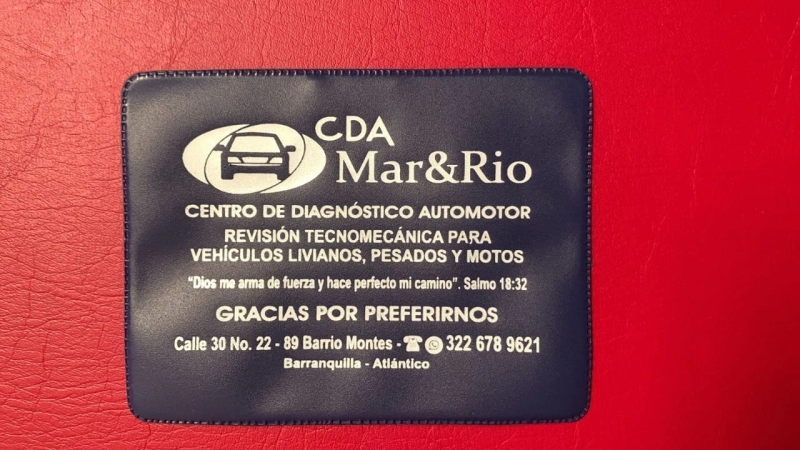 CDA
Mar&Rio
CENTRO DE DIAGNÓSTICO AUTOMOTOR
REVISIÓN TECNOMECÁNICA PARA
VEHÍCULOS LIVIANOS, PESADOS Y MOTOS
“Dios me arma de fuerza y hace perfecto mi camino”. Salmo 18:32
GRACIAS POR PREFERIRNOS
Calle 30 No. 22 - 89 Barrio Montes - 322 678 9621
Barranquilla - Atlántico